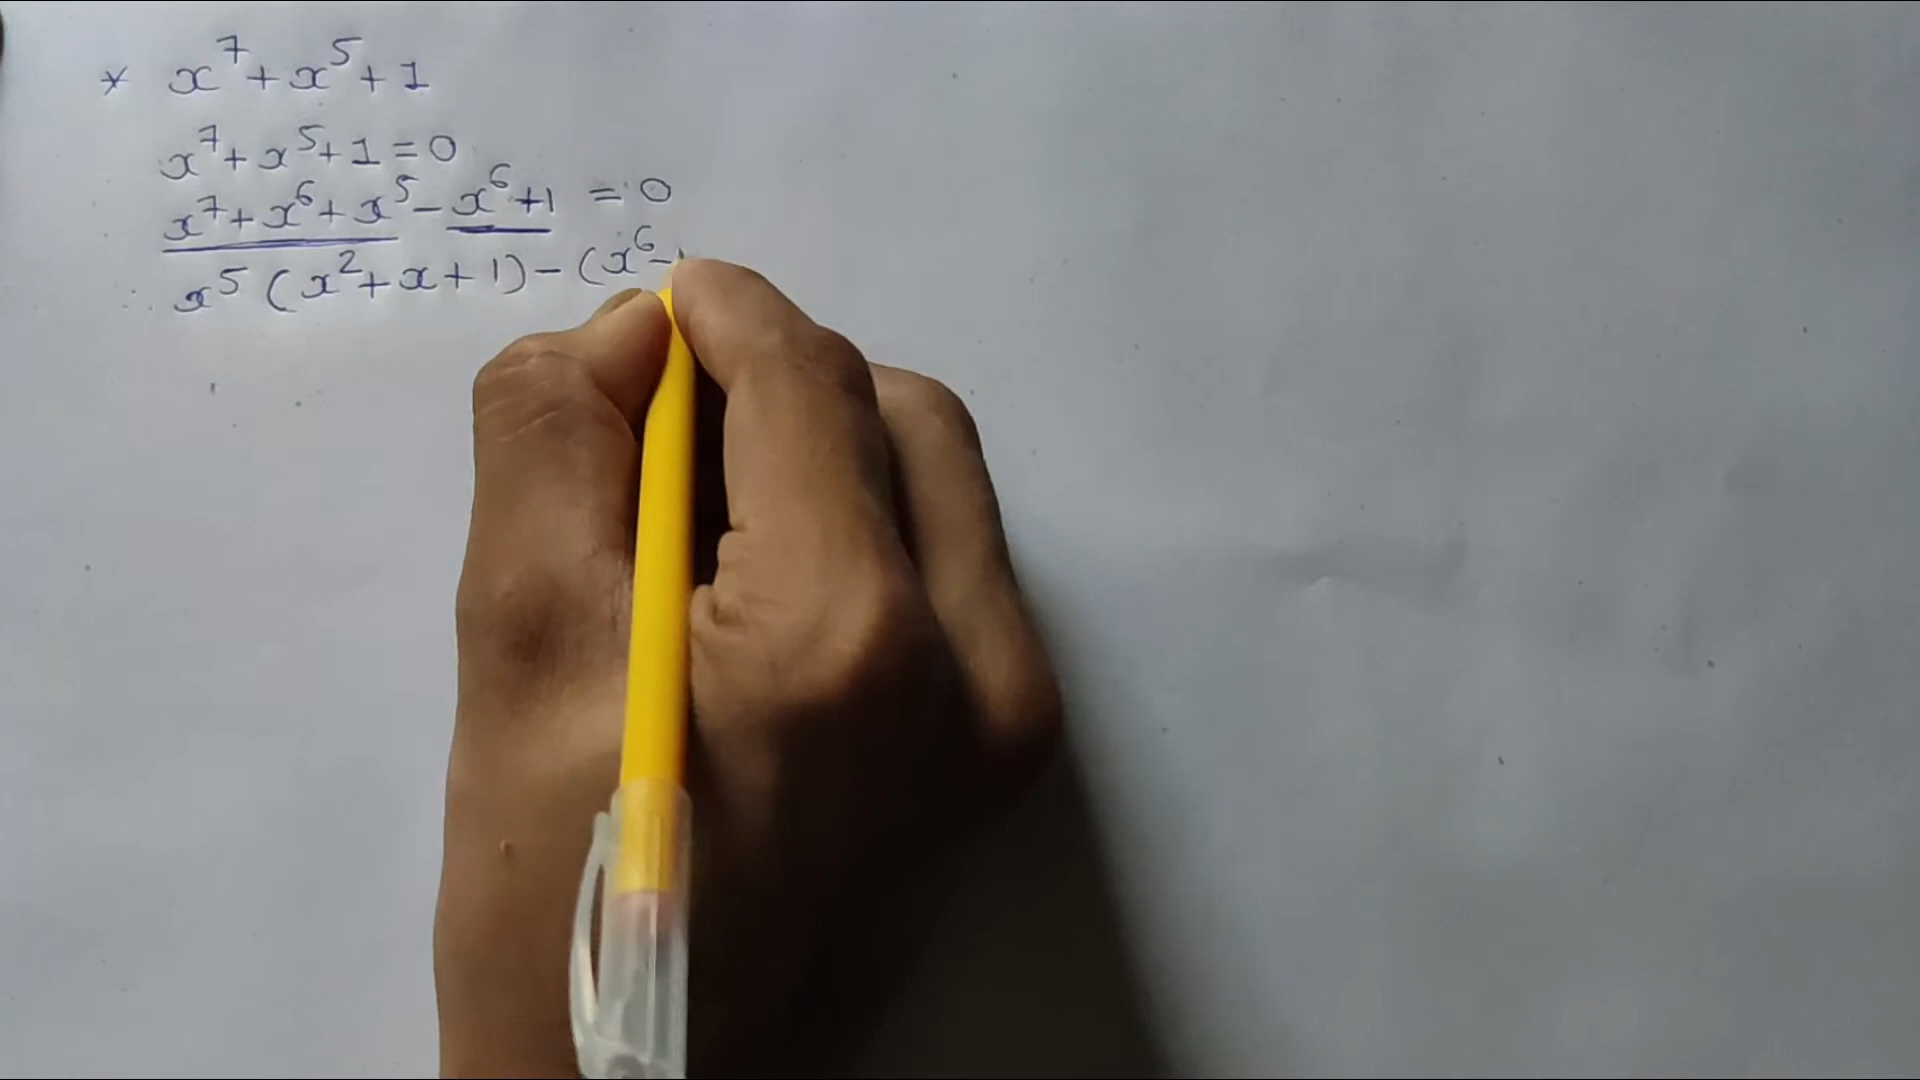 * x⁷+x⁵+1
x⁷+x⁵+1=0
x⁷+x⁶+x⁵-x⁶+1 =0
x⁵(x²+x+1)-(x⁶-